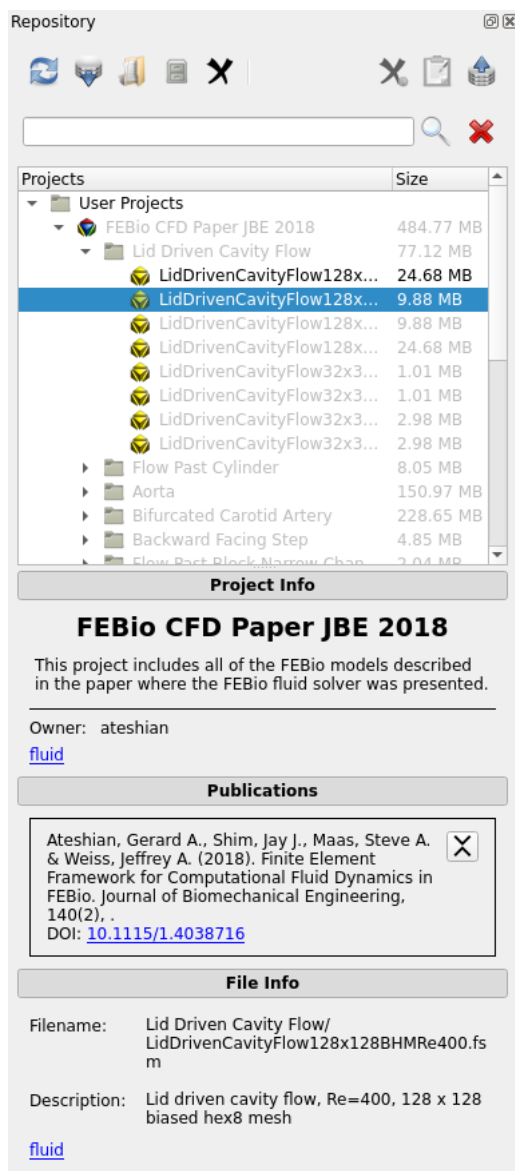 Repository
Projects Size
User Projects
FEBio CFD Paper JBE 2018 484.77 MB
Lid Driven Cavity Flow 77.12 MB
LidDrivenCavityFlow128x... 24.68 MB
LidDrivenCavityFlow128x... 9.88 MB
LidDrivenCavityFlow128x... 9.88 MB
LidDrivenCavityFlow128x... 24.68 MB
LidDrivenCavityFlow32x3... 1.01 MB
LidDrivenCavityFlow32x3... 1.01 MB
LidDrivenCavityFlow32x3... 2.98 MB
LidDrivenCavityFlow32x3... 2.98 MB
Flow Past Cylinder 8.05 MB
Aorta 150.97 MB
Bifurcated Carotid Artery 228.65 MB
Backward Facing Step 4.85 MB
Flow Past Block Narrow Chan 2.04 MB
Project Info
FEBio CFD Paper JBE 2018
This project includes all of the FEBio models described
in the paper where the FEBio fluid solver was presented.
Owner: ateshian
fluid
Publications
Ateshian, Gerard A., Shim, Jay J., Maas, Steve A.
& Weiss, Jeffrey A. (2018). Finite Element
Framework for Computational Fluid Dynamics in
FEBio. Journal of Biomechanical Engineering,
140(2), .
DOI: 10.1115/1.4038716
File Info
Filename: Lid Driven Cavity Flow/
LidDrivenCavityFlow128x128BHMRe400.fs
m
Description: Lid driven cavity flow, Re=400, 128 x 128
biased hex8 mesh
fluid